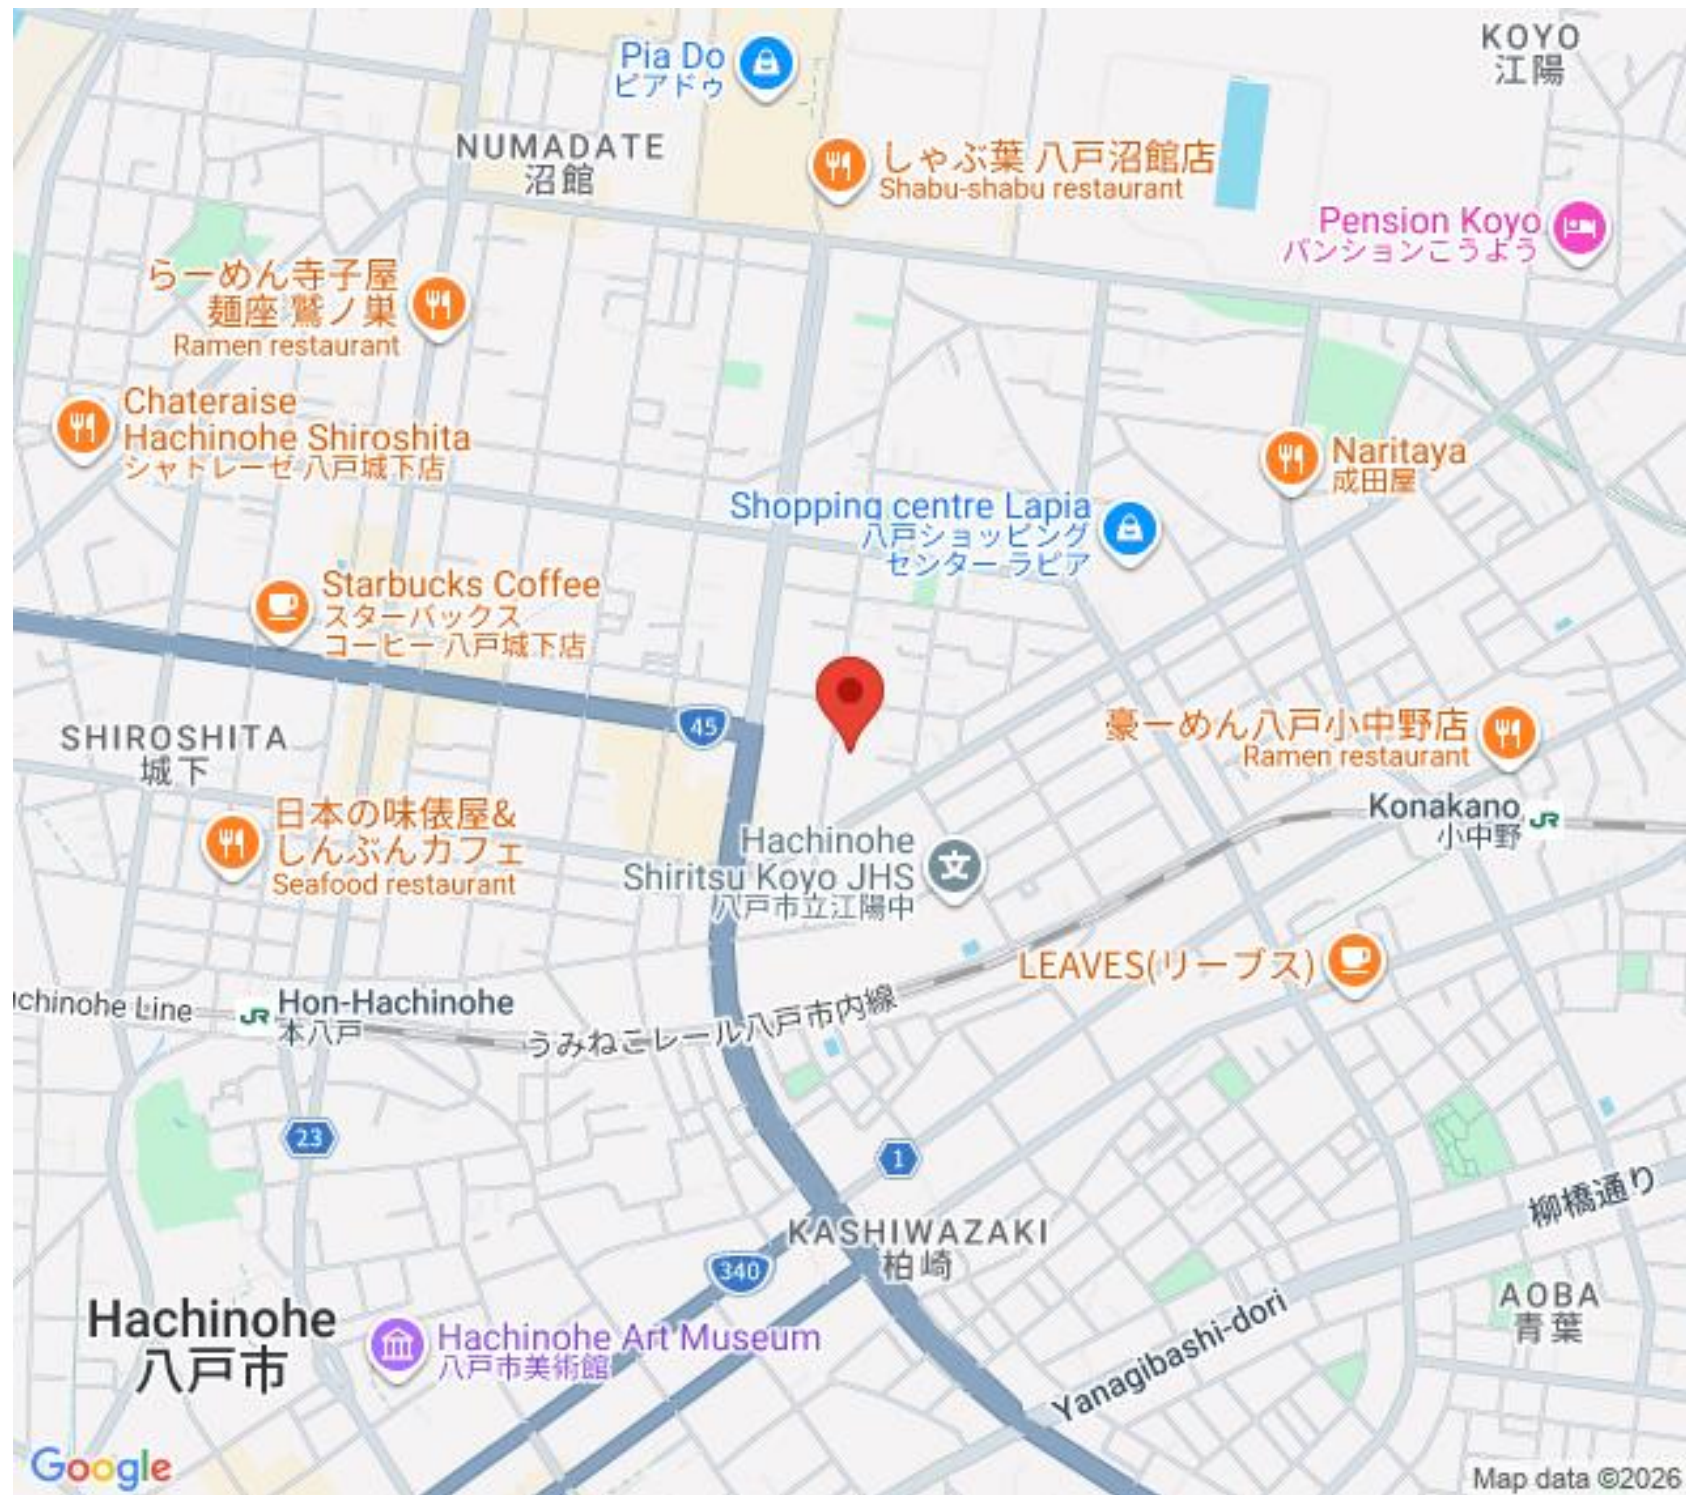 KOYO
江陽
Pia Do
ピアドゥ
NUMADATE
沼館
しゃぶ葉 八戸沼館店
Shabu-shabu restaurant
Pension Koyo
パンションこうよう
らーめん寺子屋
麺座 鷲ノ巣
Ramen restaurant
Chateraise
Hachinohe Shiroshita
シャトレーゼ 八戸城下店
Naritaya
成田屋
Shopping centre Lapia
八戸ショッピング
センター ラピア
Starbucks Coffee
スターバックス
コーヒー 八戸城下店
45
SHIROSHITA
城下
豪ーめん八戸小中野店
Ramen restaurant
Konakano
小中野
JR
日本の味俵屋&
しんぶんカフェ
Seafood restaurant
Hachinohe
Shiritsu Koyo JHS
八戸市立江陽中
文
LEAVES(リーブス)
achinohe Line
JR
Hon-Hachinohe
本八戸
うみねこレール八戸市内線
23
1
柳橋通り
KASHIWAZAKI
柏崎
340
AOBA
青葉
Hachinohe
八戸市
Hachinohe Art Museum
八戸市美術館
Yanagibashi-dori
Google
Map data ©2026